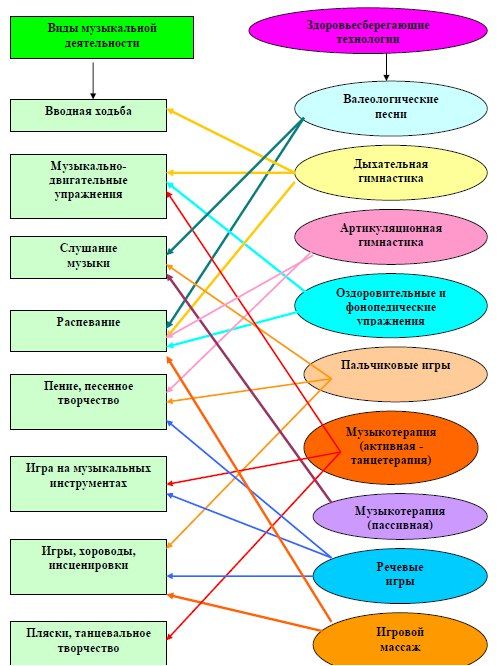 Виды музыкальной
деятельности
Здоровьесберегающие
технологии
Вводная ходьба
Валеологические
песни
Музыкально-
двигательные
упражнения
Дыхательная
гимнастика
Слушание
музыки
Артикуляционная
гимнастика
Распевание
Оздоровительные и
фонопедические
упражнения
Пение, песенное
творчество
Пальчиковые игры
Игра на музыкальных
инструментах
Музыкотерапия
(активная -
танцетерапия)
Музыкотерапия
(пассивная)
Игры, хороводы,
инсценировки
Речевые
игры
Пляски, танцевальное
творчество
Игровой
массаж